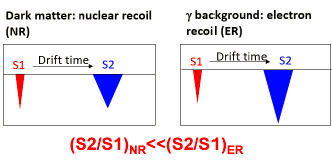 Dark matter: nuclear recoil
(NR)
S1 Drift time S2
γ background: electron
recoil (ER)
S1 Drift time S2
(S2/S1)NR<<(S2/S1)ER